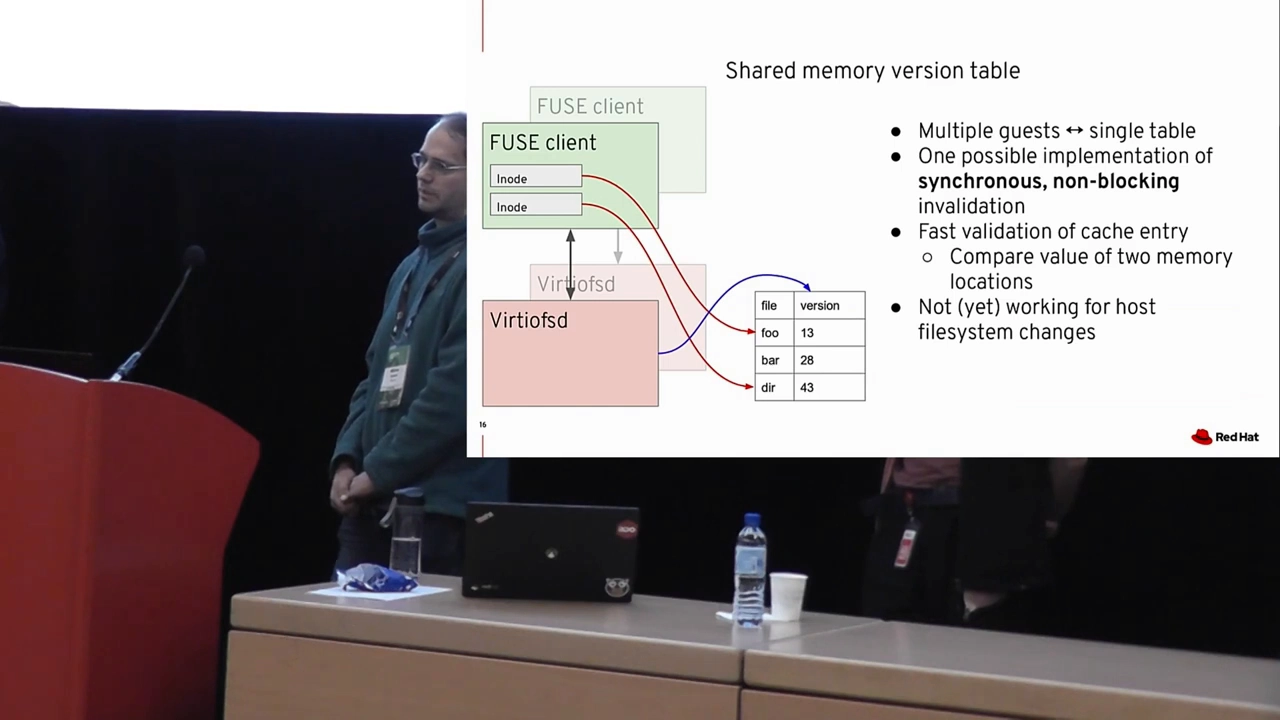 Shared memory version table
FUSE client
FUSE client
Inode
Inode
Virtiofsd
Virtiofsd
file version
foo 13
bar 28
dir 43
● Multiple guests ↔ single table
● One possible implementation of
synchronous, non-blocking
invalidation
● Fast validation of cache entry
○ Compare value of two memory
locations
● Not (yet) working for host
filesystem changes
16
Red Hat